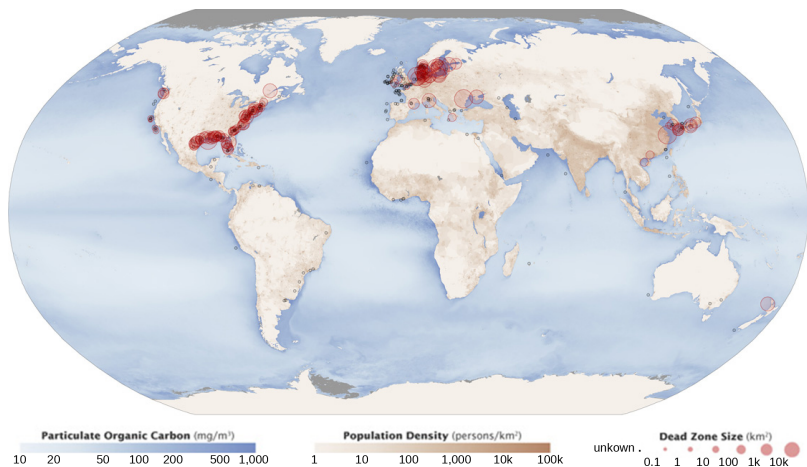 Particulate Organic Carbon (mg/m³)
10 20 50 100 200 500 1,000
Population Density (persons/km²)
1 10 100 1,000 10k 100k
Dead Zone Size (km²)
unkown .
0.1 1 10 100 1k 10k